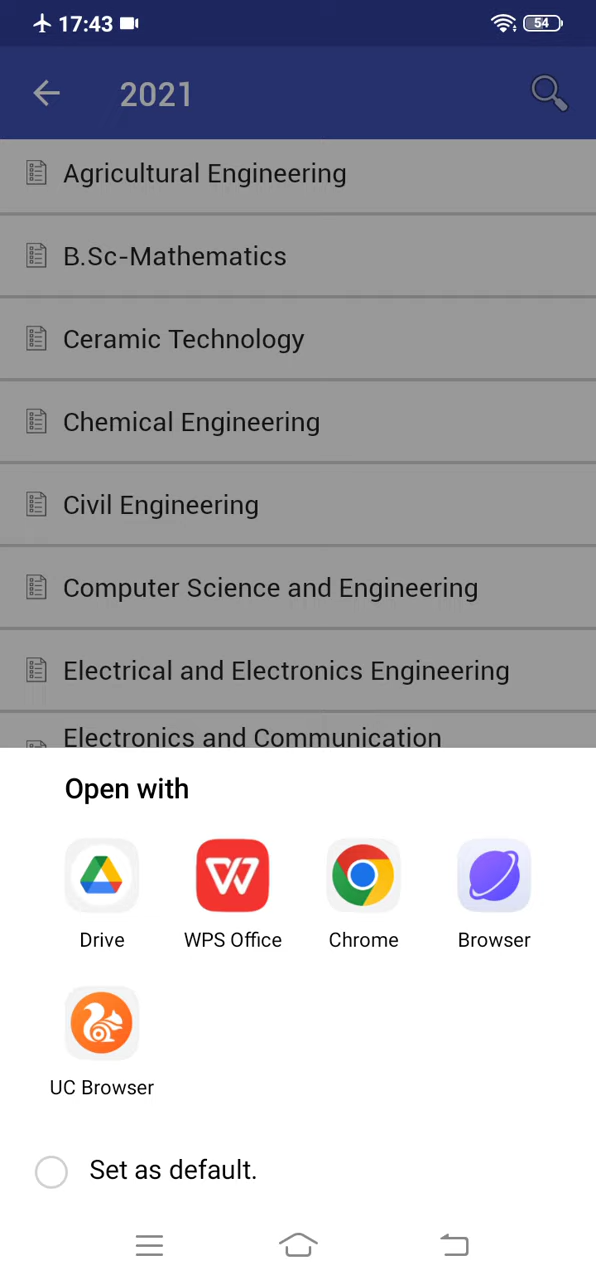 17:43
54
2021
Agricultural Engineering
B.Sc-Mathematics
Ceramic Technology
Chemical Engineering
Civil Engineering
Computer Science and Engineering
Electrical and Electronics Engineering
Electronics and Communication
Open with
Drive
WPS Office
Chrome
Browser
UC Browser
Set as default.